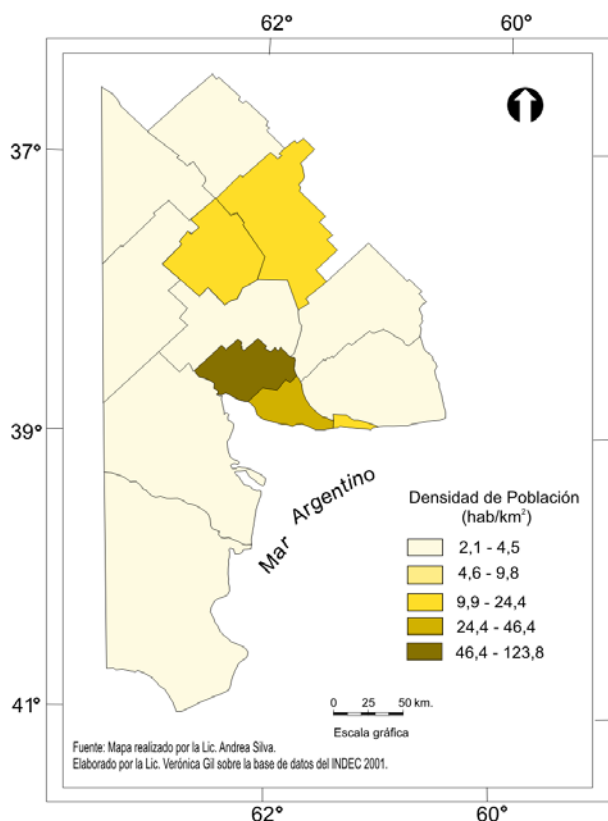 62°
60°
37°
39°
Mar Argentino
Densidad de Población
(hab/km²)
2,1 - 4,5
4,6 - 9,8
9,9 - 24,4
24,4 - 46,4
46,4 - 123,8
41°
0 25 50 km.
Escala gráfica
Fuente: Mapa realizado por la Lic. Andrea Silva.
Elaborado por la Lic. Verónica Gil sobre la base de datos del INDEC 2001.
62°
60°